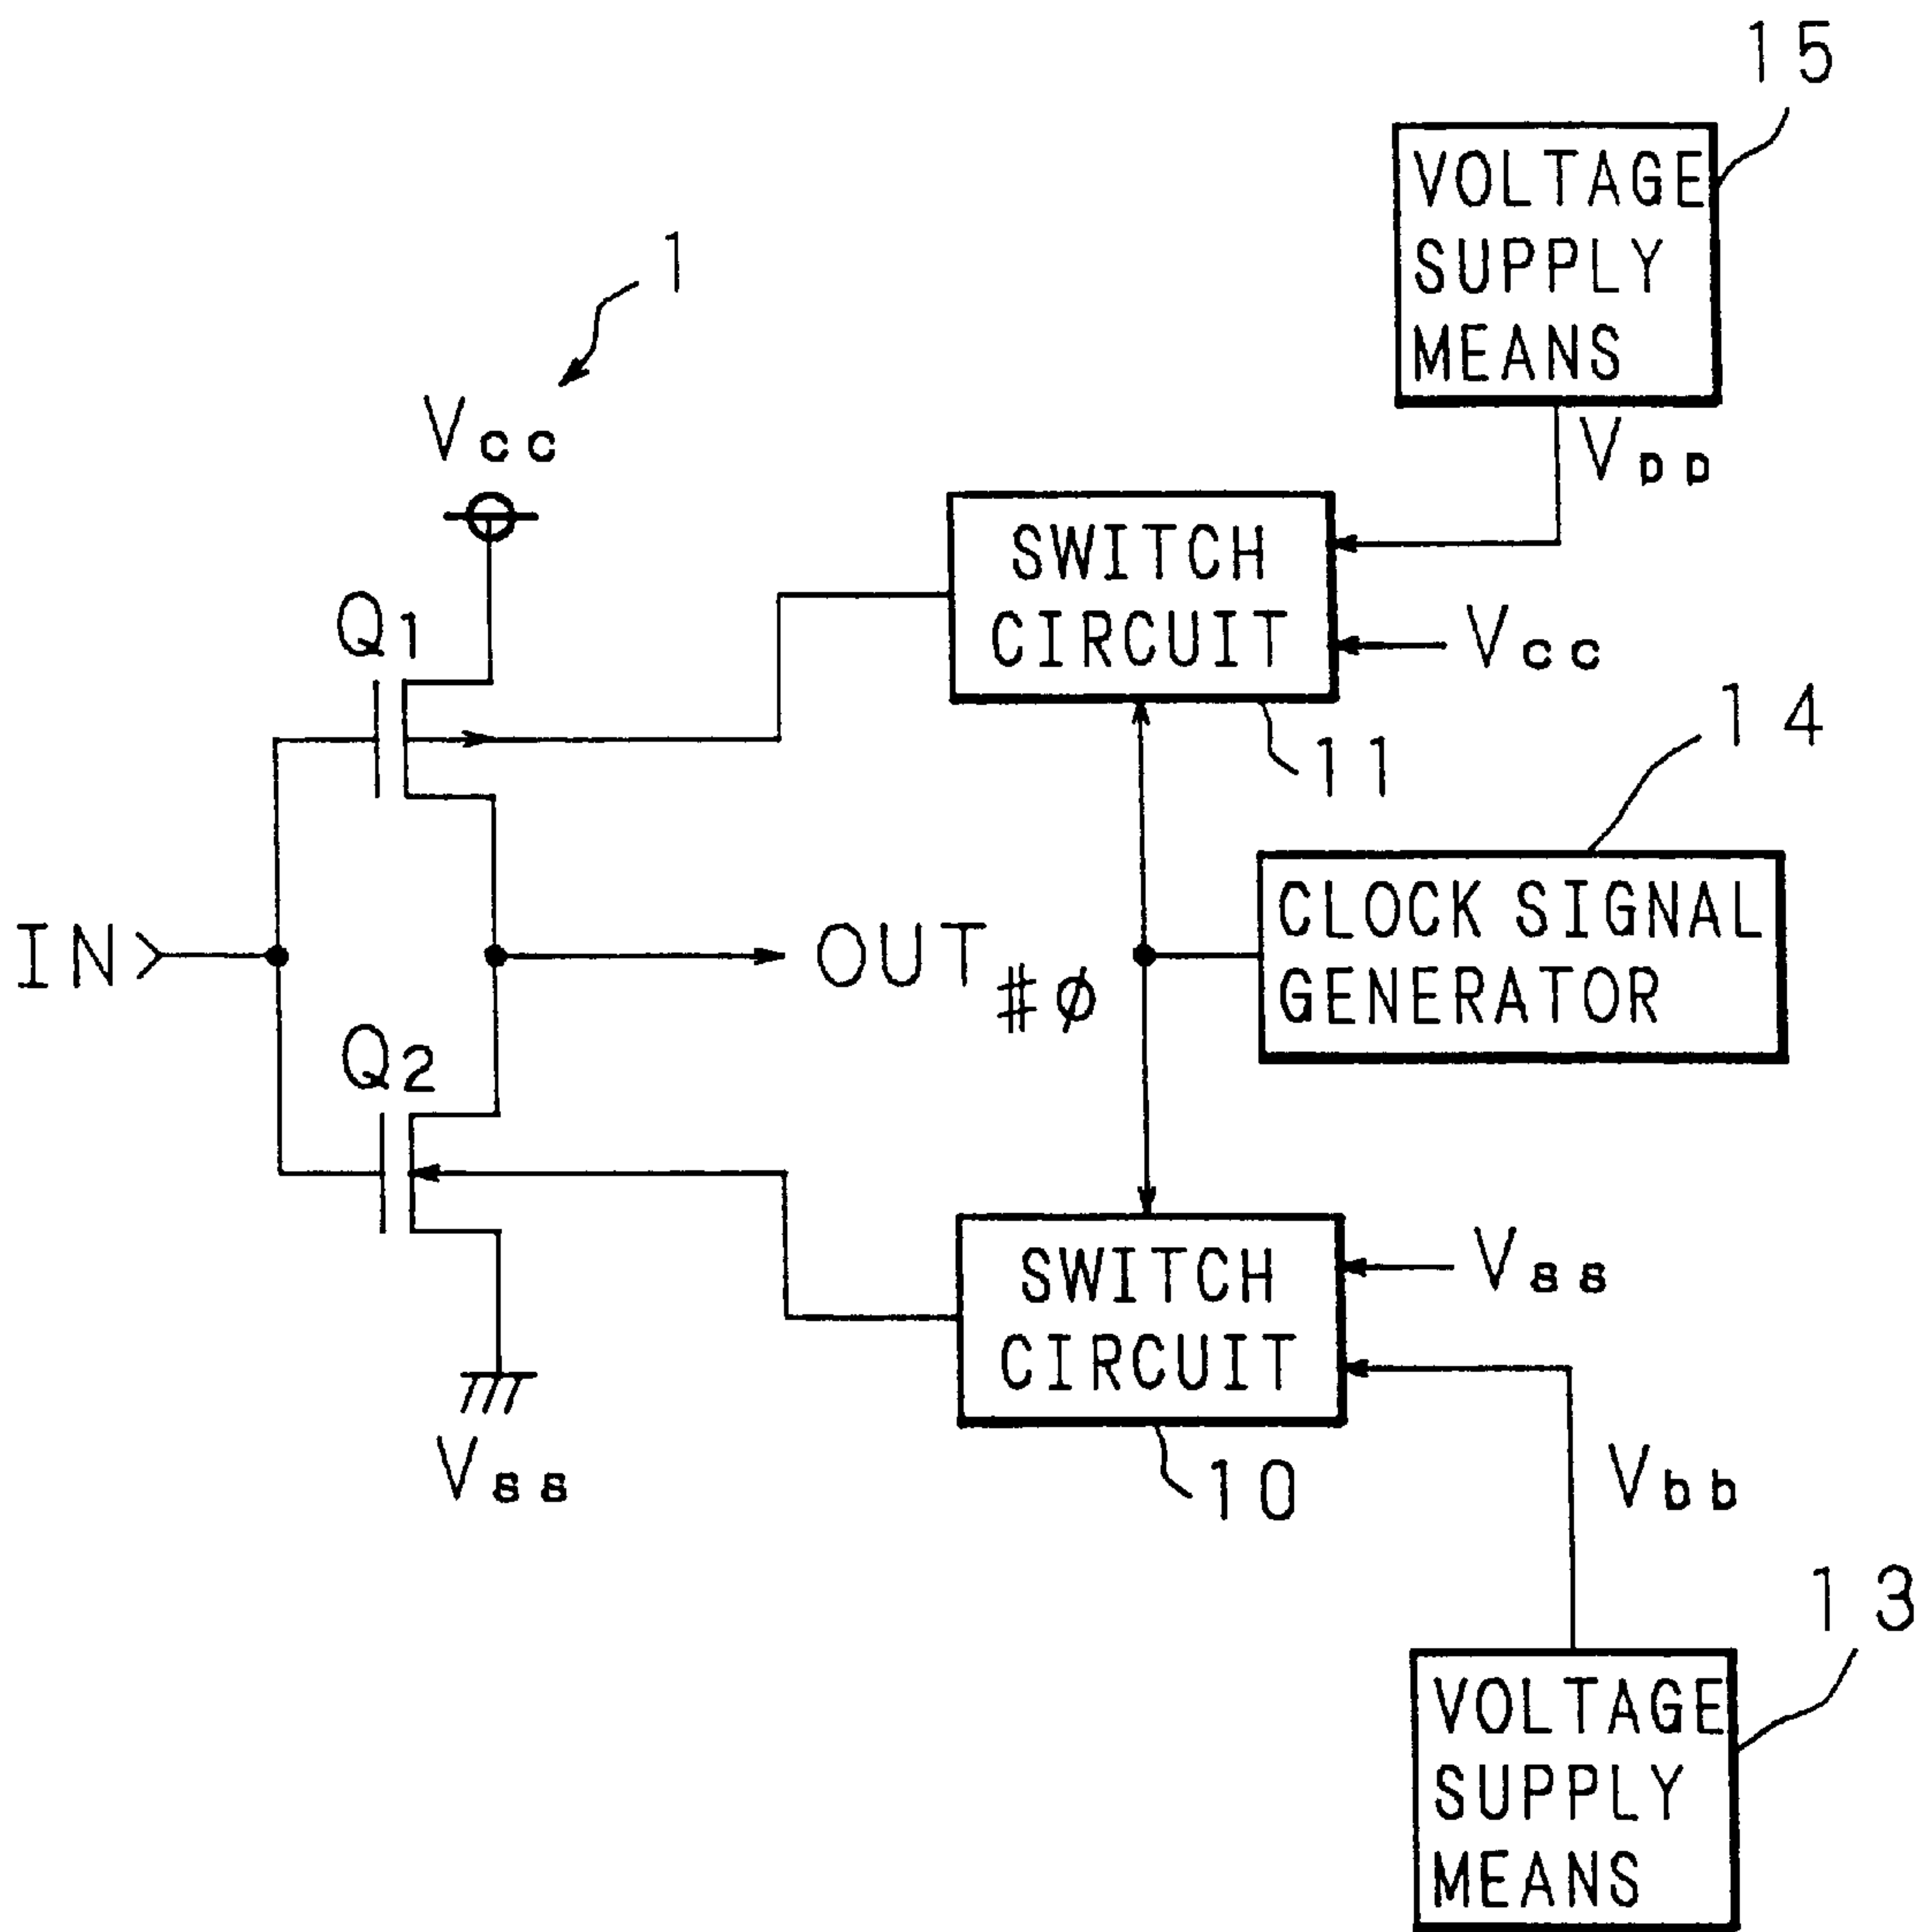 15
VOLTAGE
SUPPLY
MEANS
1
Vcc
Vpp
SWITCH
CIRCUIT
Q1
Vcc
14
11
CLOCK SIGNAL
GENERATOR
IN
OUT
#ø
Q2
SWITCH
CIRCUIT
Vss
Vss
10
Vbb
13
VOLTAGE
SUPPLY
MEANS